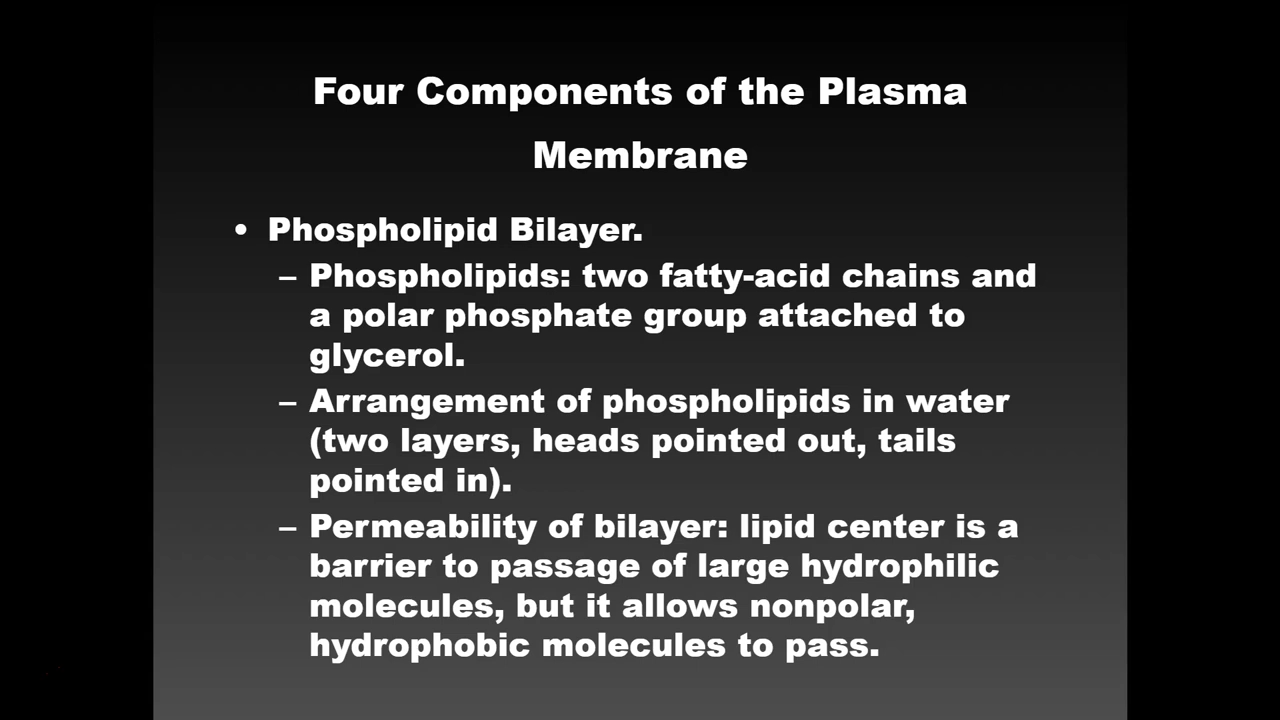 Four Components of the Plasma
Membrane
• Phospholipid Bilayer.
– Phospholipids: two fatty-acid chains and
a polar phosphate group attached to
glycerol.
– Arrangement of phospholipids in water
(two layers, heads pointed out, tails
pointed in).
– Permeability of bilayer: lipid center is a
barrier to passage of large hydrophilic
molecules, but it allows nonpolar,
hydrophobic molecules to pass.